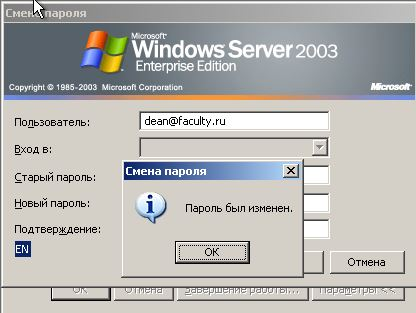 Смена пароля
Microsoft
Windows Server 2003
Enterprise Edition
Copyright © 1985-2003 Microsoft Corporation Microsoft
Пользователь: dean@faculty.ru
Вход в:
Старый пароль:
Новый пароль:
Подтверждение:
EN
Смена пароля
Пароль был изменен.
OK
Отмена
OK Отмена Завершение работы... Параметры <<